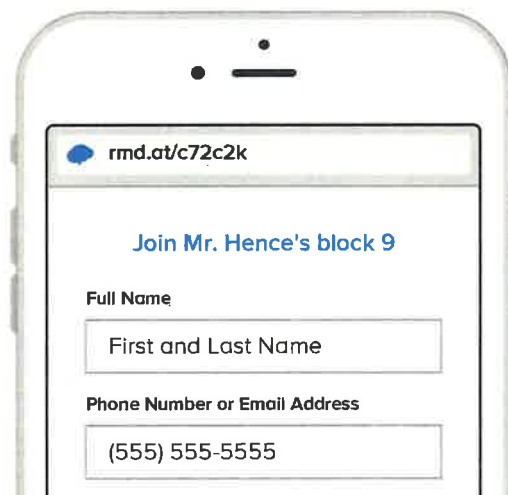 rmd.at/c72c2k
Join Mr. Hence's block 9
Full Name
First and Last Name
Phone Number or Email Address
(555) 555-5555